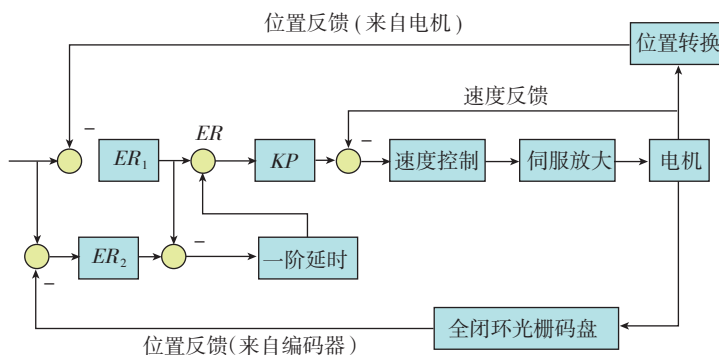 位置反馈(来自电机)
位置转换
速度反馈
−
ER
−
ER₁
KP
速度控制
伺服放大
电机
−
ER₂
一阶延时
−
全闭环光栅码盘
位置反馈(来自编码器)